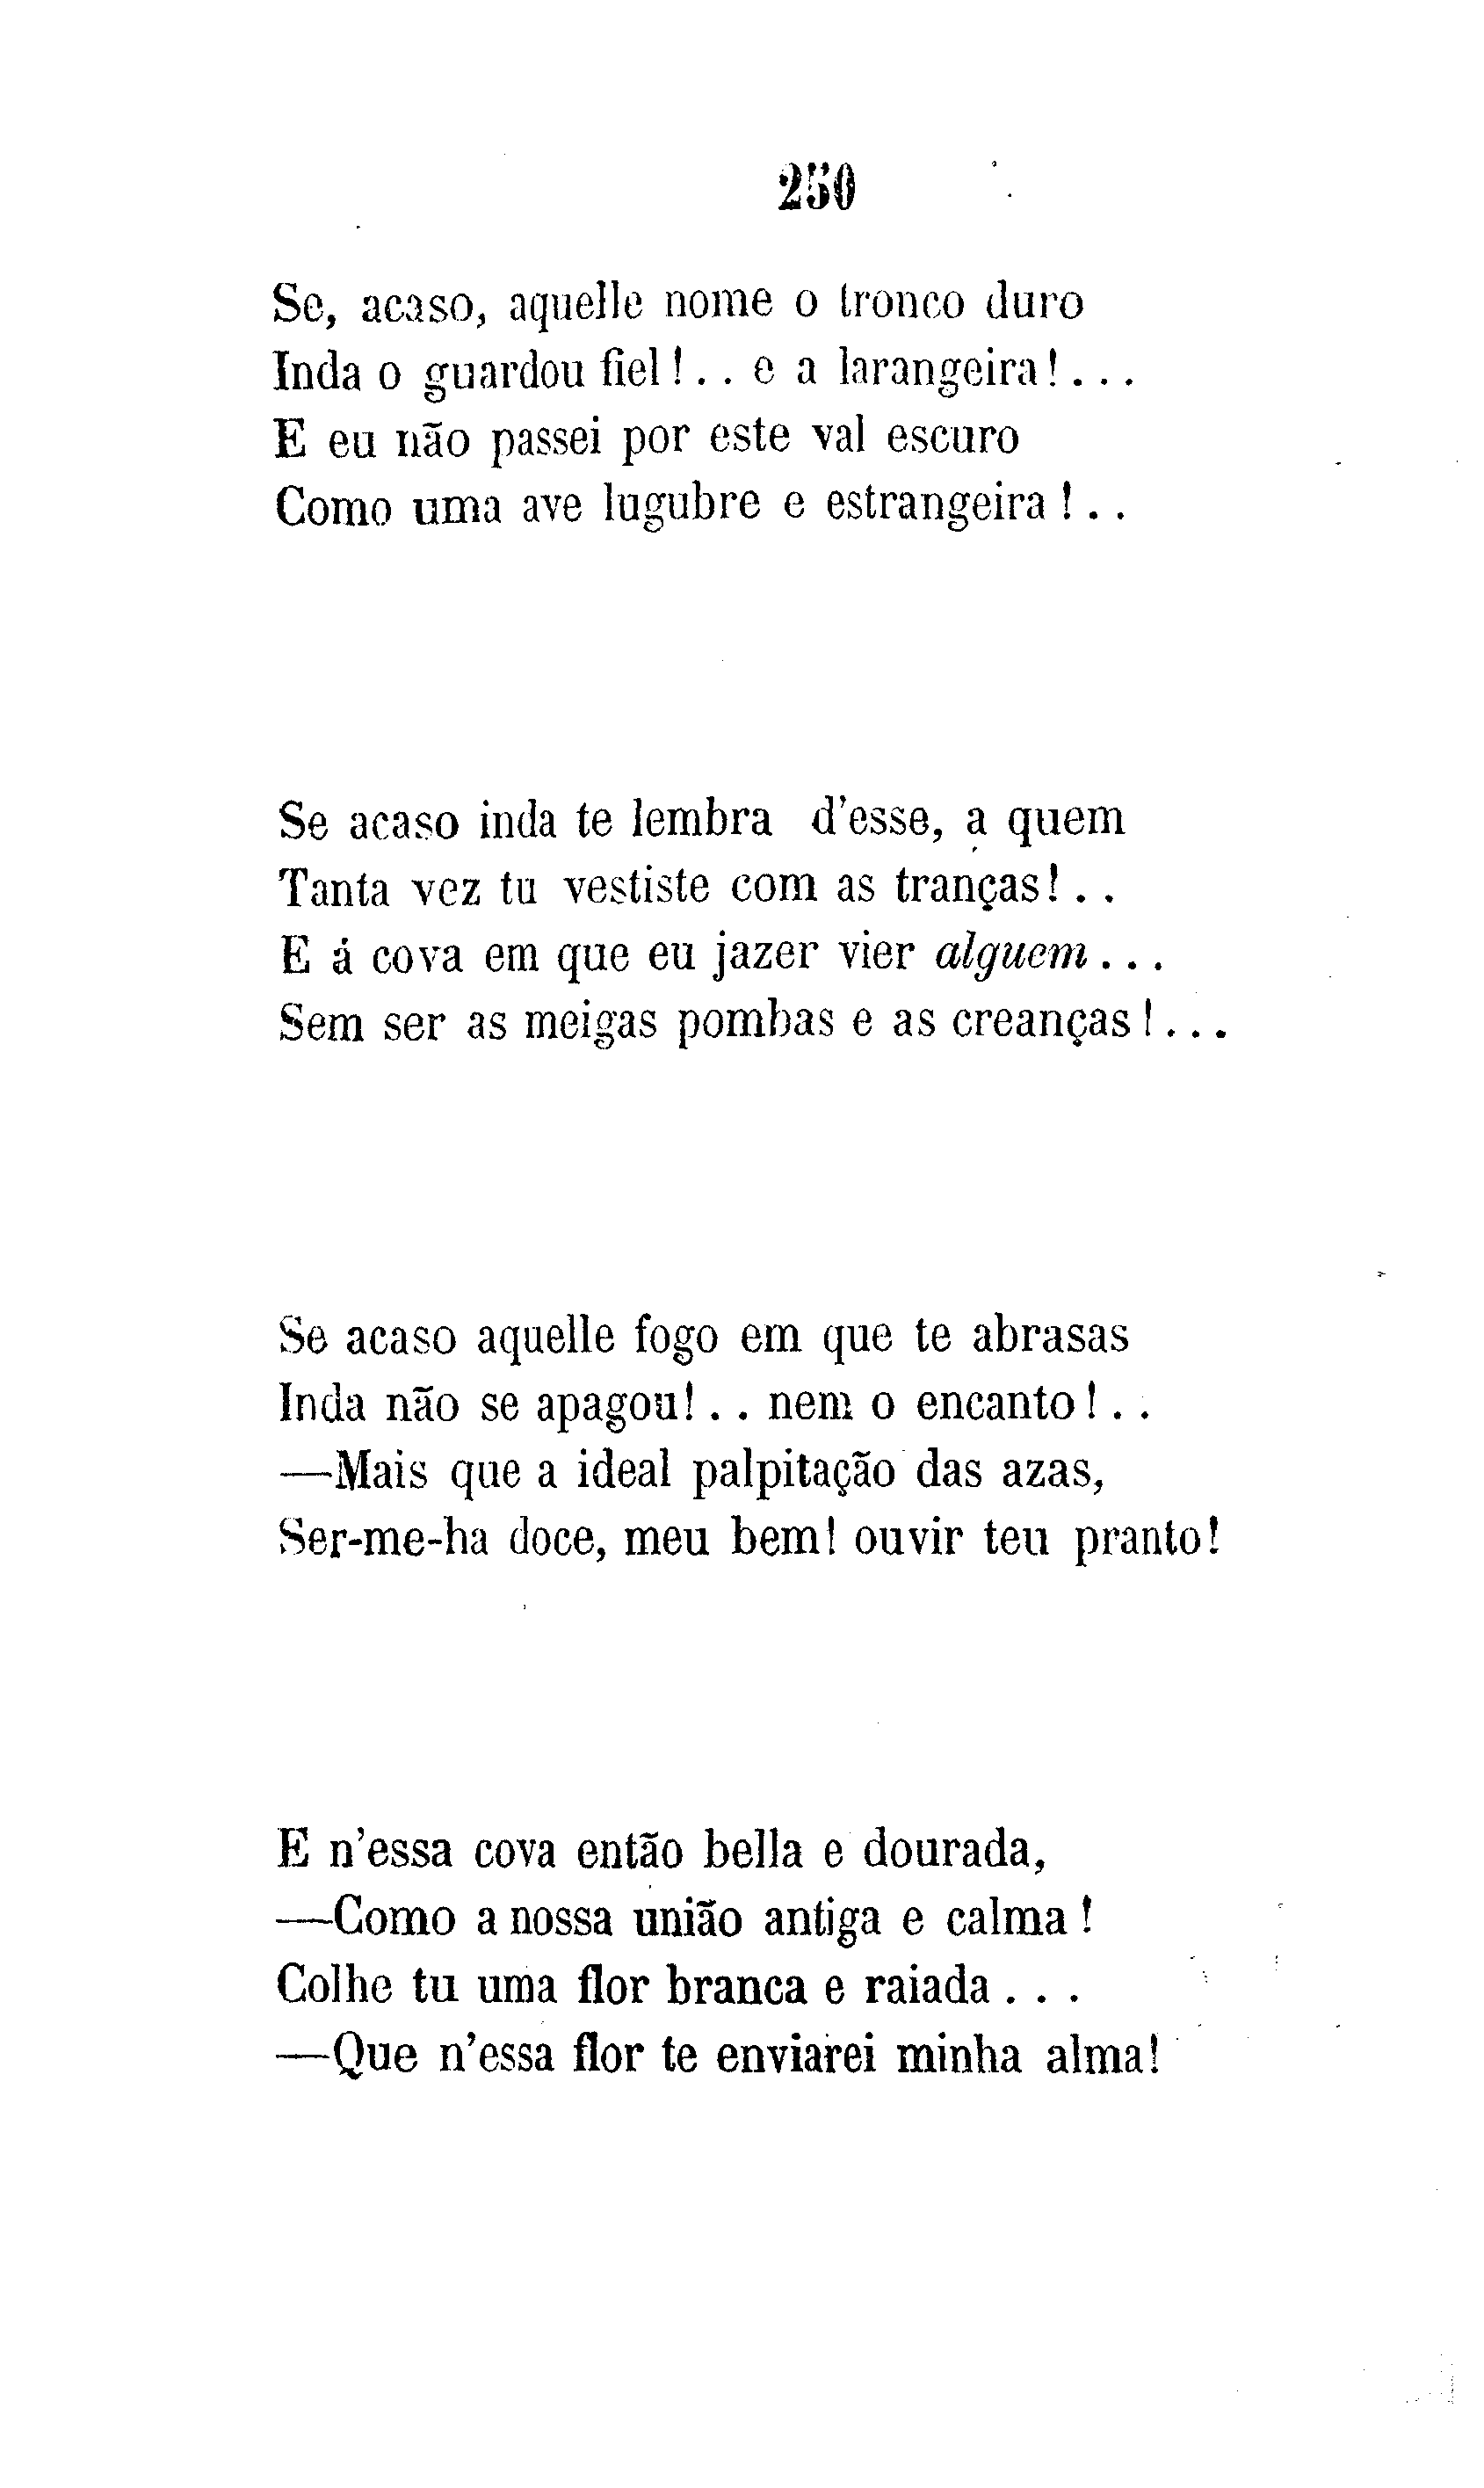 250
Se, acaso, aquelle nome o tronco duro
Inda o guardou fiel!.. e a larangeira!...
E eu não passei por este val escuro
Como uma ave lugubre e estrangeira!..
Se acaso inda te lembra d'esse, a quem
Tanta vez tu vestiste com as tranças!..
E á cova em que eu jazer vier alguem...
Sem ser as meigas pombas e as creanças!...
Se acaso aquelle fogo em que te abrasas
Inda não se apagou!.. nem o encanto!..
—Mais que a ideal palpitação das azas,
Ser-me-ha doce, meu bem! ouvir teu pranto!
E n'essa cova então bella e dourada,
—Como a nossa união antiga e calma!
Colhe tu uma flor branca e raiada...
—Que n'essa flor te enviarei minha alma!